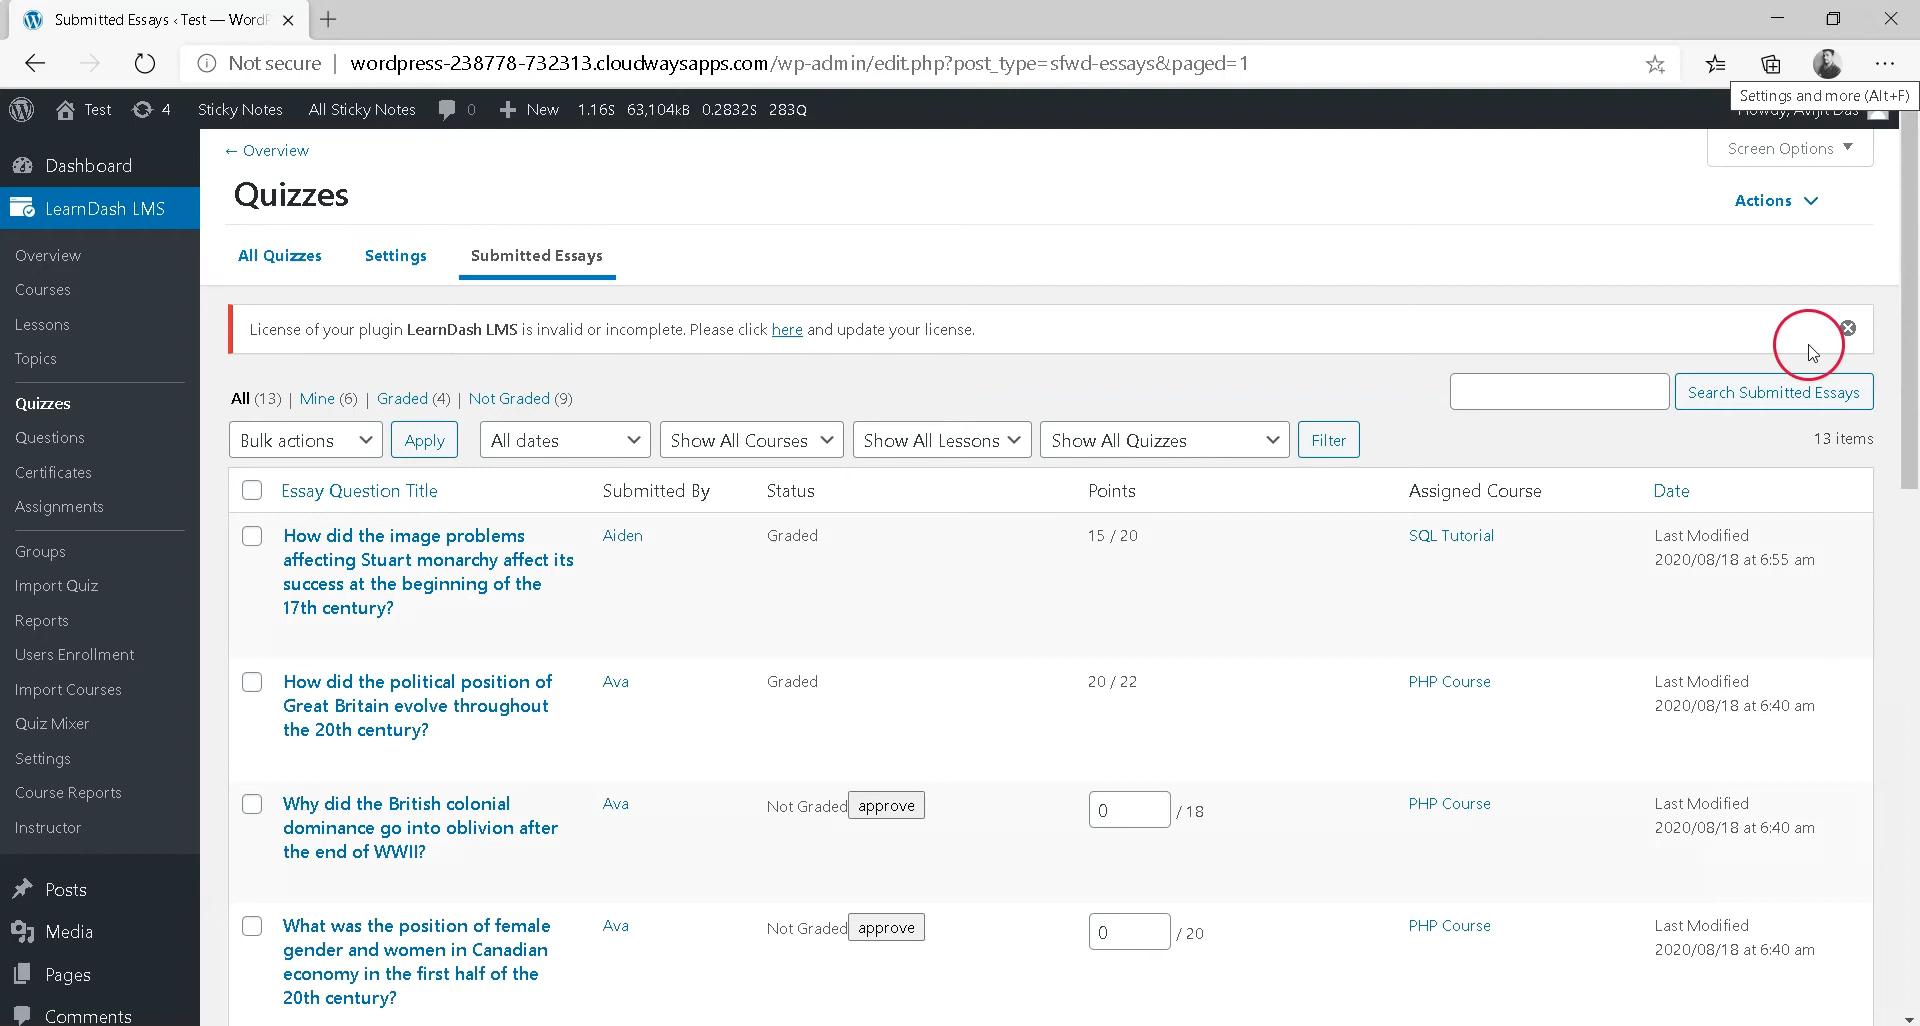 Submitted Essays ‹ Test — WordP
Not secure | wordpress-238778-732313.cloudwaysapps.com/wp-admin/edit.php?post_type=sfwd-essays&paged=1
Settings and more (Alt+F)
Test 4 Sticky Notes All Sticky Notes 0 New 1.16S 63,104kB 0.2832S 283Q
Howdy, Avijit Das
Dashboard
LearnDash LMS
Overview
Courses
Lessons
Topics
Quizzes
Questions
Certificates
Assignments
Groups
Import Quiz
Reports
Users Enrollment
Import Courses
Quiz Mixer
Settings
Course Reports
Instructor
Posts
Media
Pages
Comments
← Overview
Screen Options
Quizzes
Actions
All Quizzes Settings Submitted Essays
License of your plugin LearnDash LMS is invalid or incomplete. Please click here and update your license.
All (13) | Mine (6) | Graded (4) | Not Graded (9)
Search Submitted Essays
Bulk actions Apply All dates Show All Courses Show All Lessons Show All Quizzes Filter
13 items
Essay Question Title Submitted By Status Points Assigned Course Date
How did the image problems
affecting Stuart monarchy affect its
success at the beginning of the
17th century?
Aiden
Graded
15 / 20
SQL Tutorial
Last Modified
2020/08/18 at 6:55 am
How did the political position of
Great Britain evolve throughout
the 20th century?
Ava
Graded
20 / 22
PHP Course
Last Modified
2020/08/18 at 6:40 am
Why did the British colonial
dominance go into oblivion after
the end of WWII?
Ava
Not Graded approve
0 / 18
PHP Course
Last Modified
2020/08/18 at 6:40 am
What was the position of female
gender and women in Canadian
economy in the first half of the
20th century?
Ava
Not Graded approve
0 / 20
PHP Course
Last Modified
2020/08/18 at 6:40 am